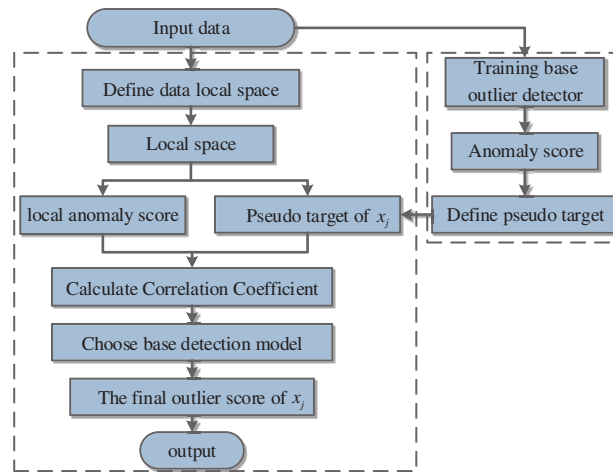 Input data
Define data local space
Local space
local anomaly score
Pseudo target of x_j
Calculate Correlation Coefficient
Choose base detection model
The final outlier score of x_j
output
Training base
outlier detector
Anomaly score
Define pseudo target